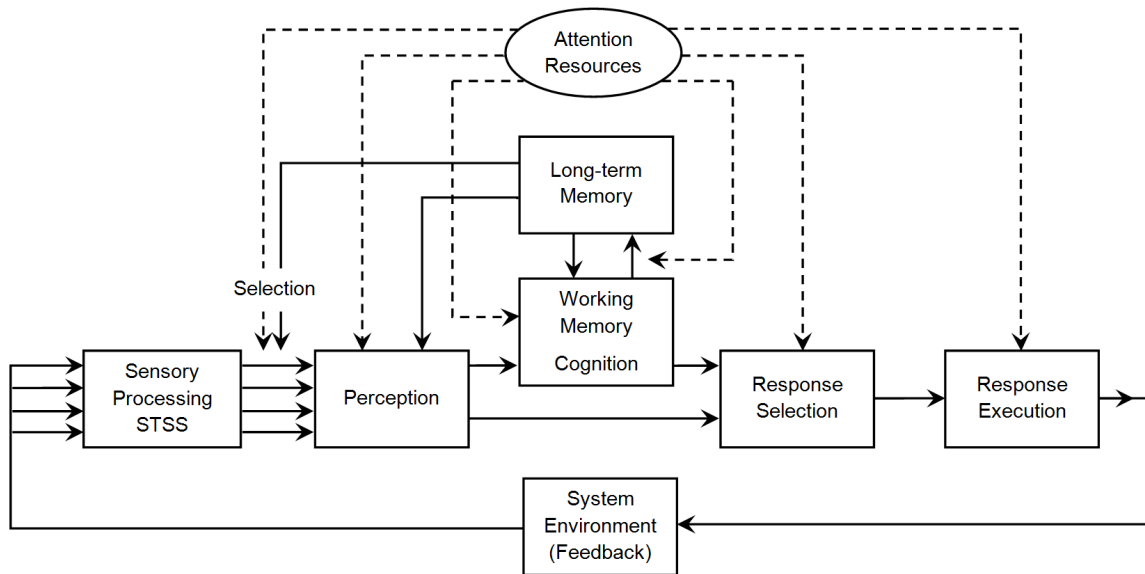 Attention
Resources
Long-term
Memory
Selection
Working
Memory
Cognition
Sensory
Processing
STSS
Perception
Response
Selection
Response
Execution
System
Environment
(Feedback)